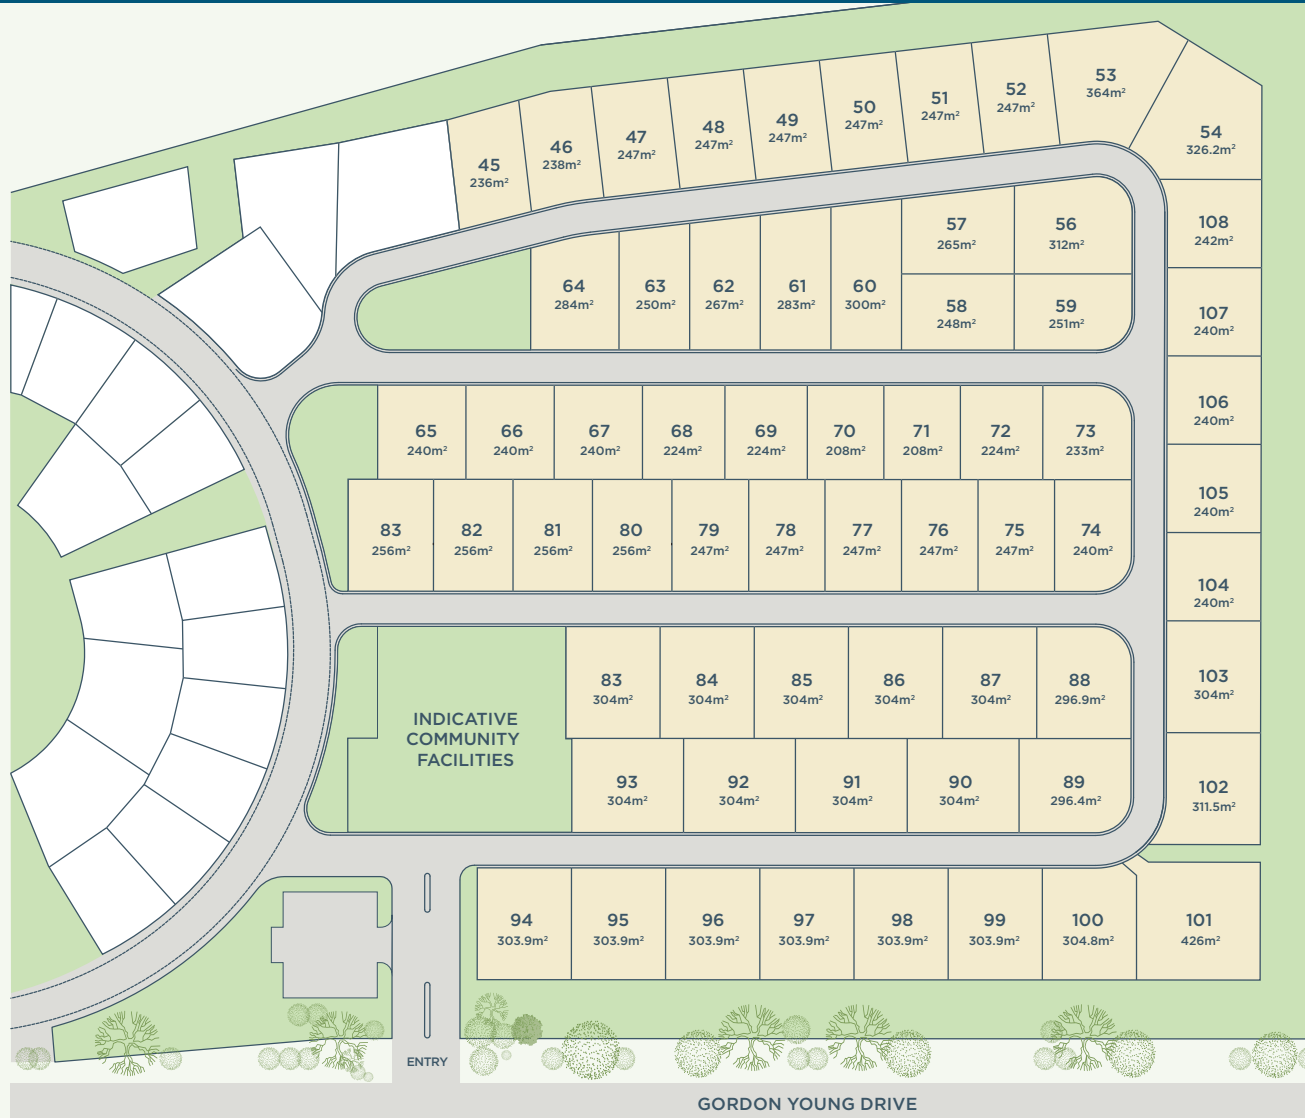 53
364m²
52
247m²
51
247m²
50
247m²
49
247m²
48
247m²
47
247m²
46
238m²
45
236m²
54
326.2m²
57
265m²
56
312m²
108
242m²
64
284m²
63
250m²
62
267m²
61
283m²
60
300m²
58
248m²
59
251m²
107
240m²
65
240m²
66
240m²
67
240m²
68
224m²
69
224m²
70
208m²
71
208m²
72
224m²
73
233m²
106
240m²
83
256m²
82
256m²
81
256m²
80
256m²
79
247m²
78
247m²
77
247m²
76
247m²
75
247m²
74
240m²
105
240m²
104
240m²
INDICATIVE
COMMUNITY
FACILITIES
83
304m²
84
304m²
85
304m²
86
304m²
87
304m²
88
296.9m²
103
304m²
93
304m²
92
304m²
91
304m²
90
304m²
89
296.4m²
102
311.5m²
94
303.9m²
95
303.9m²
96
303.9m²
97
303.9m²
98
303.9m²
99
303.9m²
100
304.8m²
101
426m²
ENTRY
GORDON YOUNG DRIVE